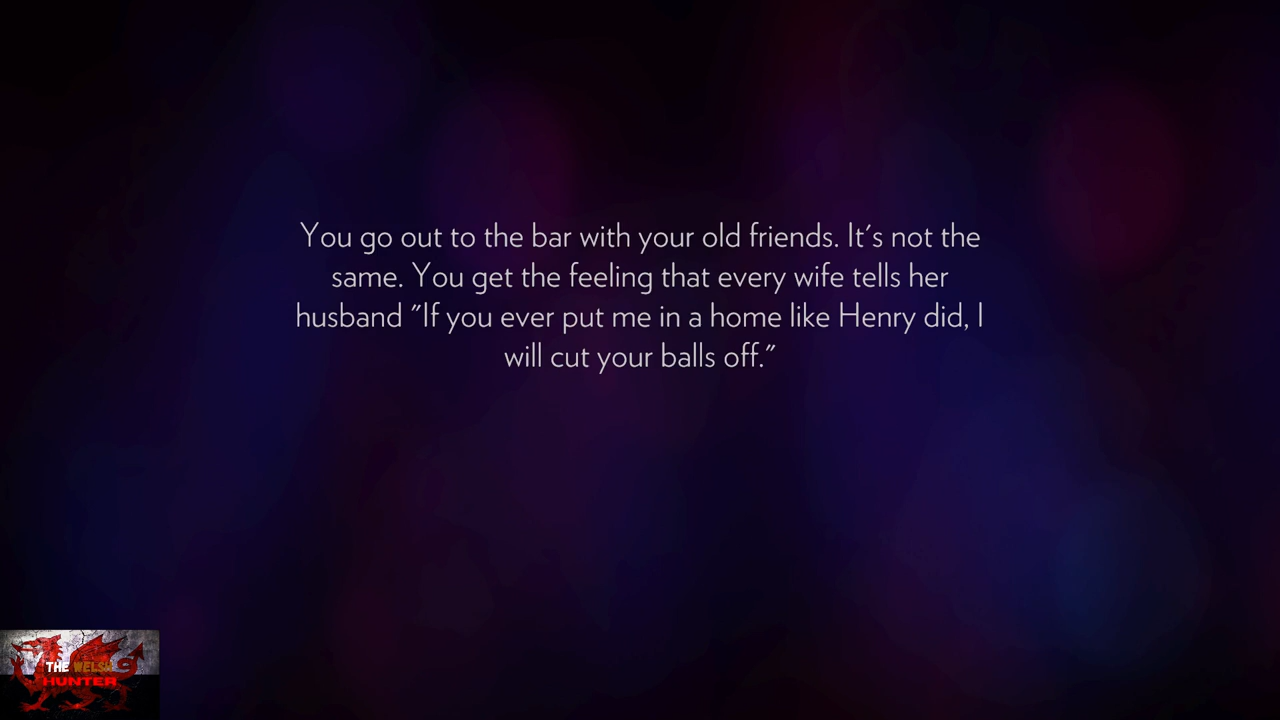 You go out to the bar with your old friends. It's not the
same. You get the feeling that every wife tells her
husband "If you ever put me in a home like Henry did, I
will cut your balls off."
THE WELSH
HUNTER